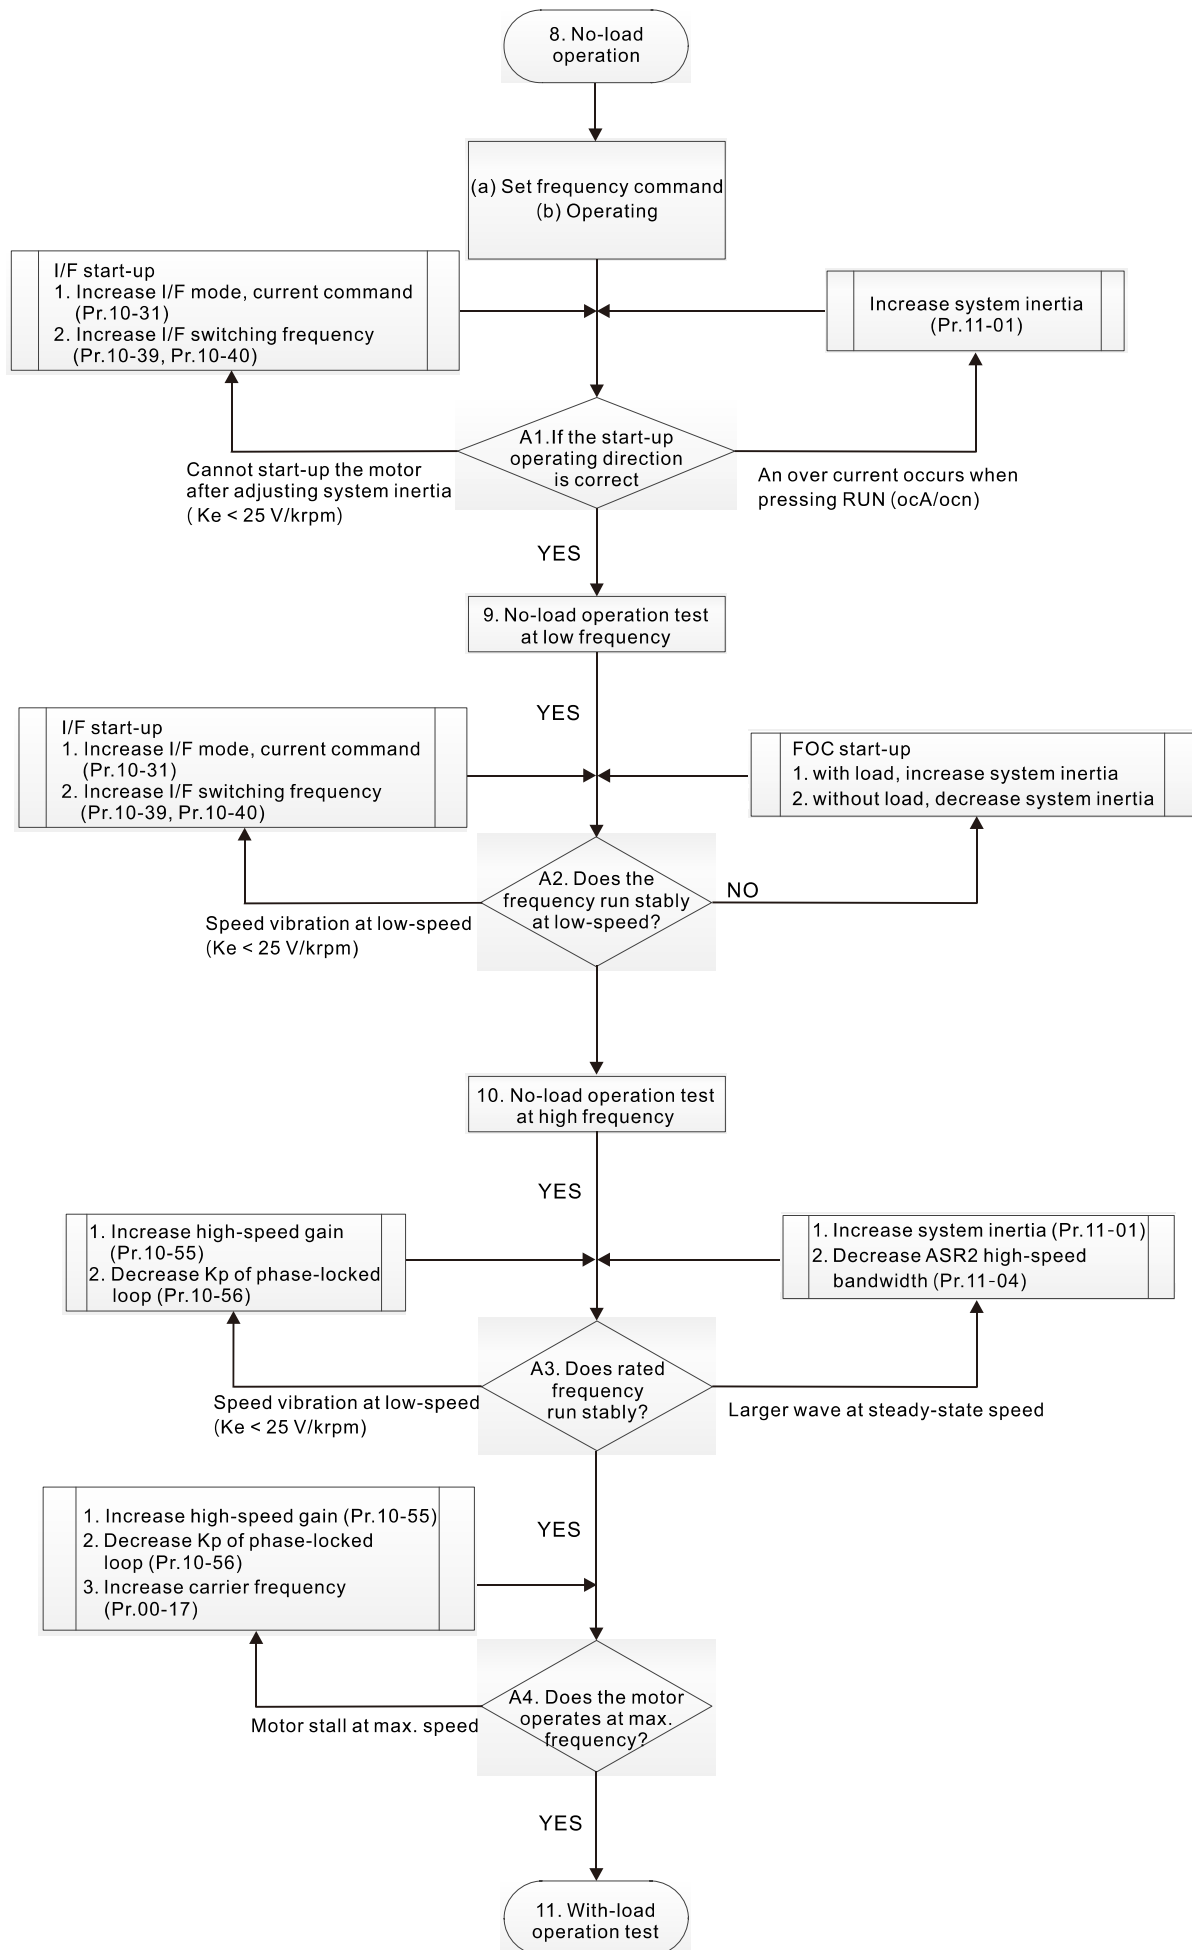 8. No-load
operation
(a) Set frequency command
(b) Operating
I/F start-up
1. Increase I/F mode, current command
(Pr.10-31)
2. Increase I/F switching frequency
(Pr.10-39, Pr.10-40)
Increase system inertia
(Pr.11-01)
A1.If the start-up
operating direction
is correct
Cannot start-up the motor
after adjusting system inertia
( Ke < 25 V/krpm)
An over current occurs when
pressing RUN (ocA/ocn)
YES
9. No-load operation test
at low frequency
YES
I/F start-up
1. Increase I/F mode, current command
(Pr.10-31)
2. Increase I/F switching frequency
(Pr.10-39, Pr.10-40)
FOC start-up
1. with load, increase system inertia
2. without load, decrease system inertia
A2. Does the
frequency run stably
at low-speed?
NO
Speed vibration at low-speed
(Ke < 25 V/krpm)
10. No-load operation test
at high frequency
YES
1. Increase high-speed gain
(Pr.10-55)
2. Decrease Kp of phase-locked
loop (Pr.10-56)
1. Increase system inertia (Pr.11-01)
2. Decrease ASR2 high-speed
bandwidth (Pr.11-04)
A3. Does rated
frequency
run stably?
Speed vibration at low-speed
(Ke < 25 V/krpm)
Larger wave at steady-state speed
YES
1. Increase high-speed gain (Pr.10-55)
2. Decrease Kp of phase-locked
loop (Pr.10-56)
3. Increase carrier frequency
(Pr.00-17)
A4. Does the motor
operates at max.
frequency?
Motor stall at max. speed
YES
11. With-load
operation test